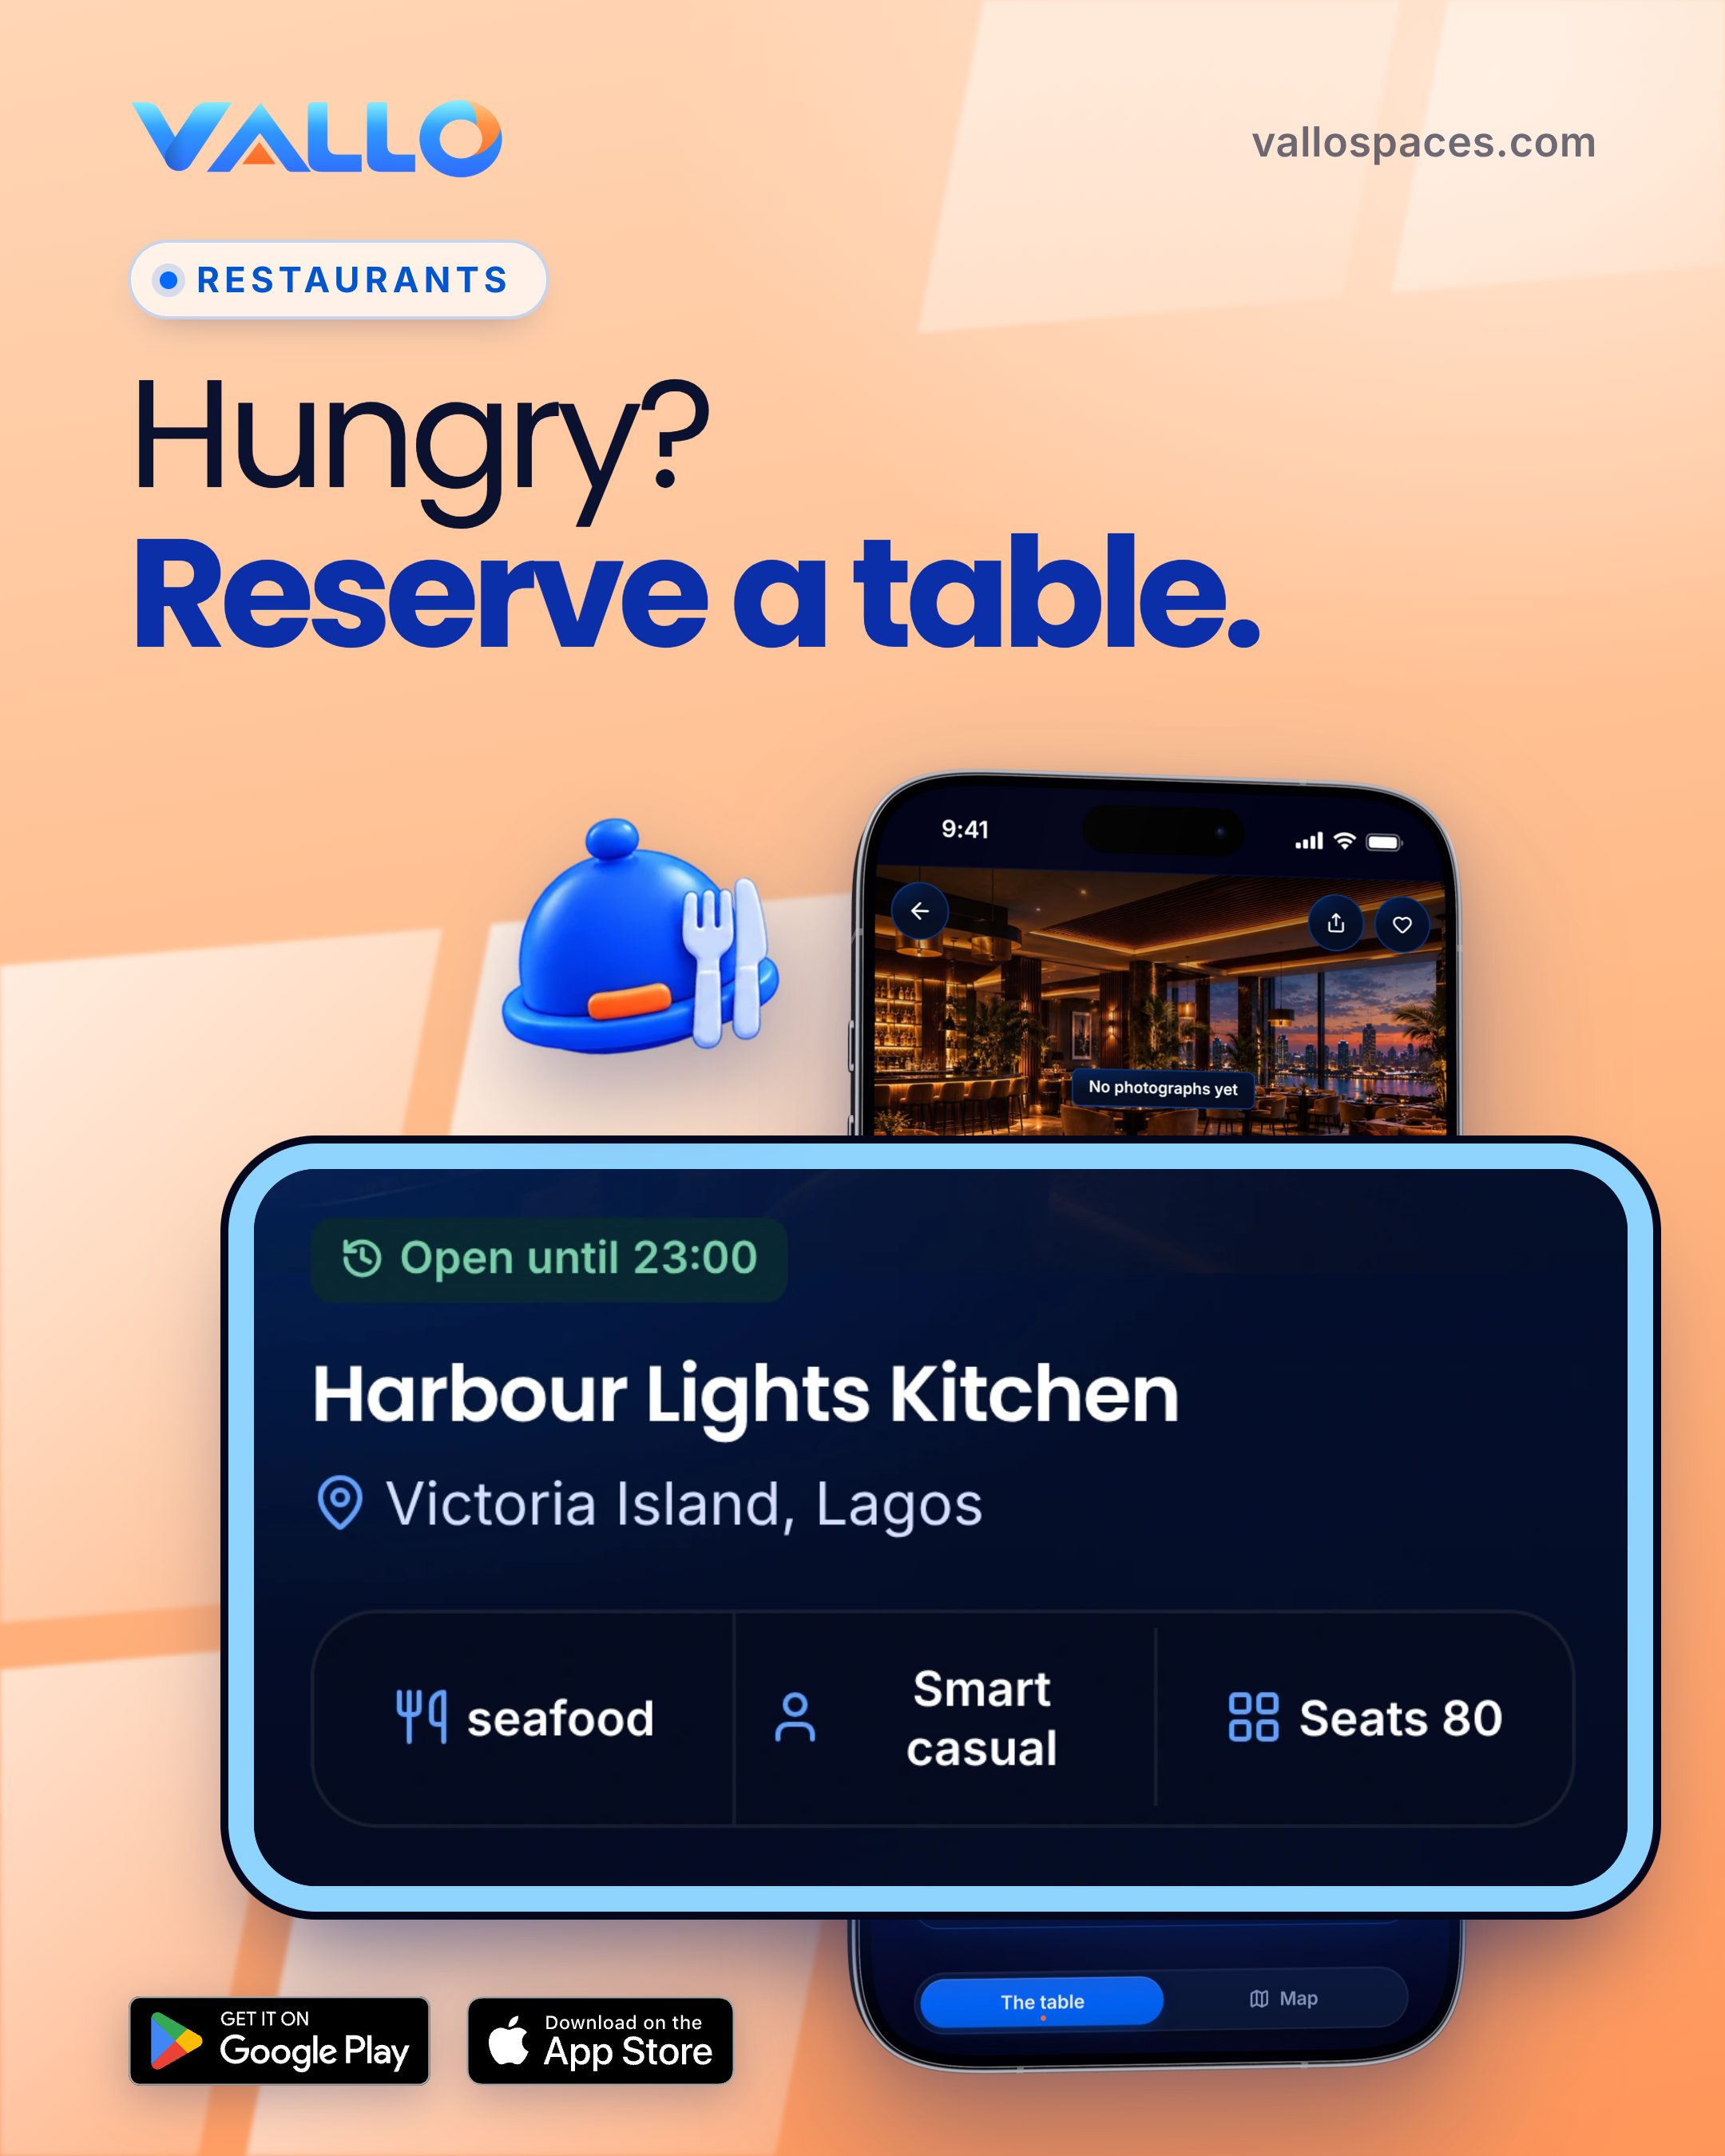 VALLO
vallospaces.com
RESTAURANTS
Hungry?
Reserve a table.
9:41
No photographs yet
Open until 23:00
Harbour Lights Kitchen
Victoria Island, Lagos
seafood
Smart
casual
Seats 80
The table
Map
GET IT ON
Google Play
Download on the
App Store